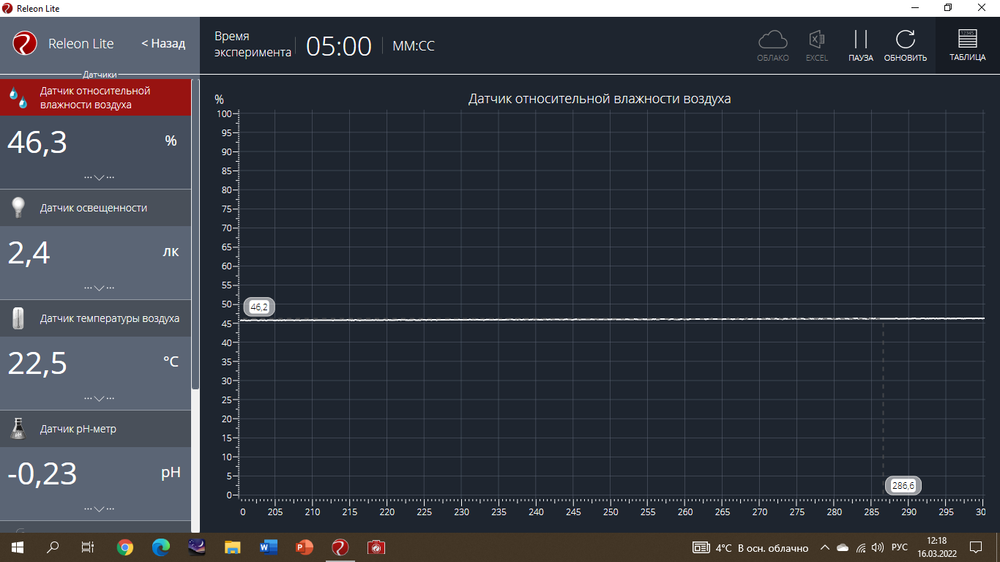 Releon Lite
Releon Lite
< Назад
Время
эксперимента
05:00
ММ:СС
ОБЛАКО
EXCEL
ПАУЗА
ОБНОВИТЬ
12345
ТАБЛИЦА
Датчики
Датчик относительной
влажности воздуха
46,3
%
Датчик освещенности
2,4
лк
Датчик температуры воздуха
22,5
°C
Датчик pH-метр
-0,23
pH
%
Датчик относительной влажности воздуха
100
95
90
85
80
75
70
65
60
55
50
45
40
35
30
25
20
15
10
5
0
46,2
286,6
0 205 210 215 220 225 230 235 240 245 250 255 260 265 270 275 280 285 290 295 30
4°C В осн. облачно
РУС
12:18
16.03.2022